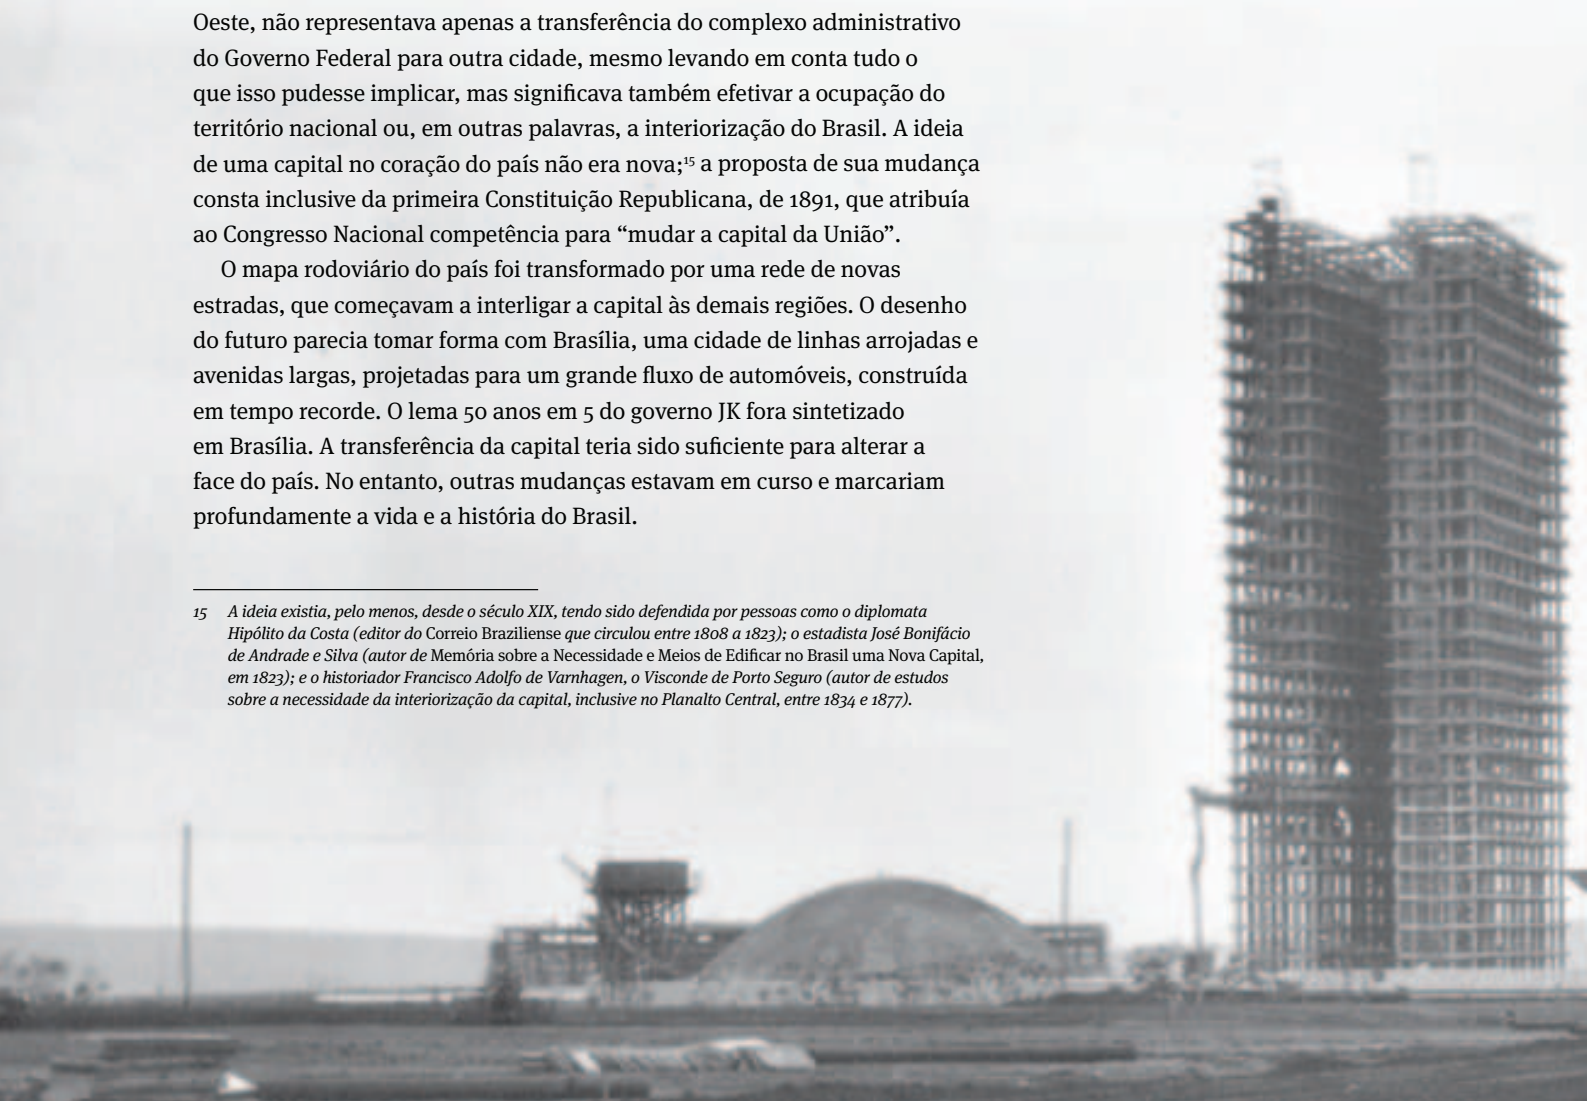 Oeste, não representava apenas a transferência do complexo administrativo
do Governo Federal para outra cidade, mesmo levando em conta tudo o
que isso pudesse implicar, mas significava também efetivar a ocupação do
território nacional ou, em outras palavras, a interiorização do Brasil. A ideia
de uma capital no coração do país não era nova;¹⁵ a proposta de sua mudança
consta inclusive da primeira Constituição Republicana, de 1891, que atribuía
ao Congresso Nacional competência para “mudar a capital da União”.
O mapa rodoviário do país foi transformado por uma rede de novas
estradas, que começavam a interligar a capital às demais regiões. O desenho
do futuro parecia tomar forma com Brasília, uma cidade de linhas arrojadas e
avenidas largas, projetadas para um grande fluxo de automóveis, construída
em tempo recorde. O lema 50 anos em 5 do governo JK fora sintetizado
em Brasília. A transferência da capital teria sido suficiente para alterar a
face do país. No entanto, outras mudanças estavam em curso e marcariam
profundamente a vida e a história do Brasil.
15 A ideia existia, pelo menos, desde o século XIX, tendo sido defendida por pessoas como o diplomata
Hipólito da Costa (editor do Correio Braziliense que circulou entre 1808 a 1823); o estadista José Bonifácio
de Andrade e Silva (autor de Memória sobre a Necessidade e Meios de Edificar no Brasil uma Nova Capital,
em 1823); e o historiador Francisco Adolfo de Varnhagen, o Visconde de Porto Seguro (autor de estudos
sobre a necessidade da interiorização da capital, inclusive no Planalto Central, entre 1834 e 1877).